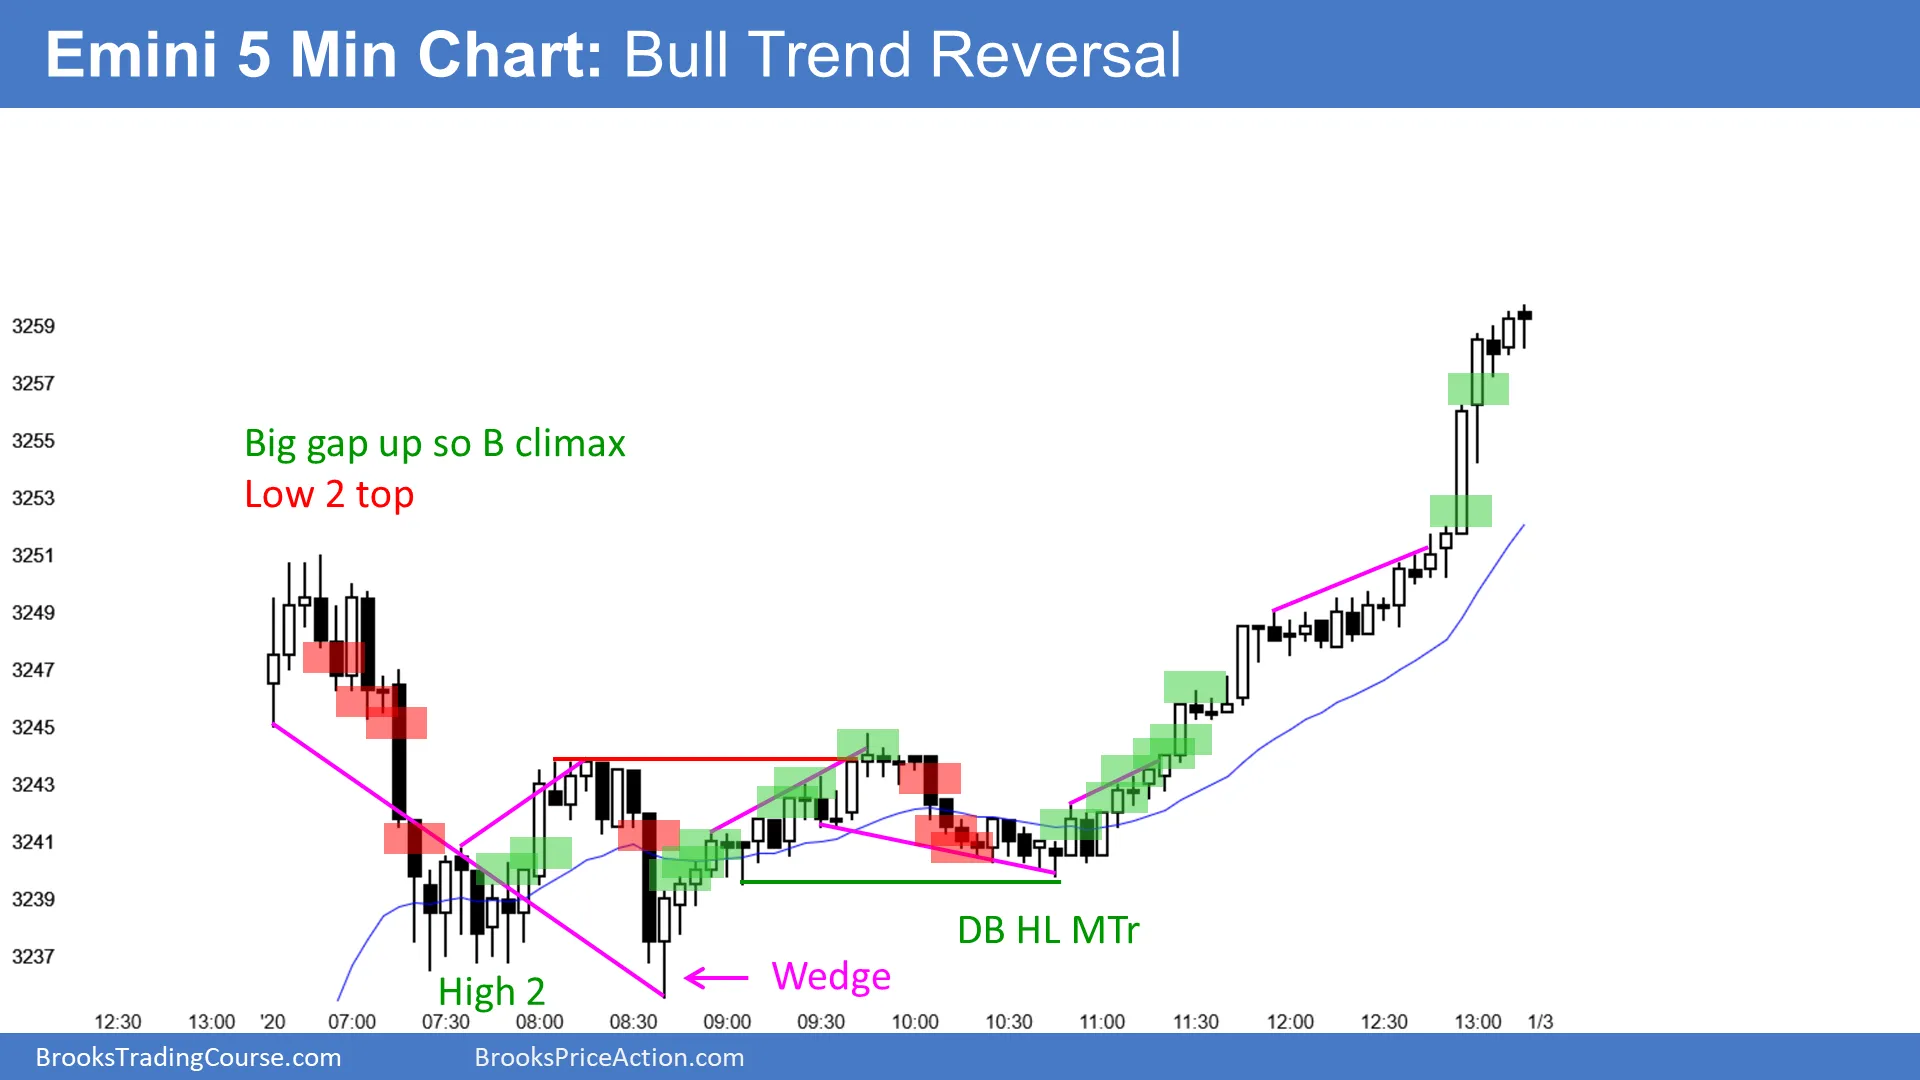 Emini 5 Min Chart: Bull Trend Reversal
3259
3257
3255
Big gap up so B climax
3253
Low 2 top
3251
3249
3247
3245
3243
3241
3239
DB HL MTr
3237
Wedge
High 2
12:30 13:00 '20 07:00 07:30 08:00 08:30 09:00 09:30 10:00 10:30 11:00 11:30 12:00 12:30 13:00 1/3
BrooksTradingCourse.com BrooksPriceAction.com